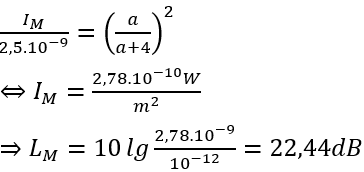 I_M / 2,5.10^-9 = (a / a+4)^2
⇔ I_M = 2,78.10^-10 W / m^2
⇒ L_M = 10 lg 2,78.10^-9 / 10^-12 = 22,44dB